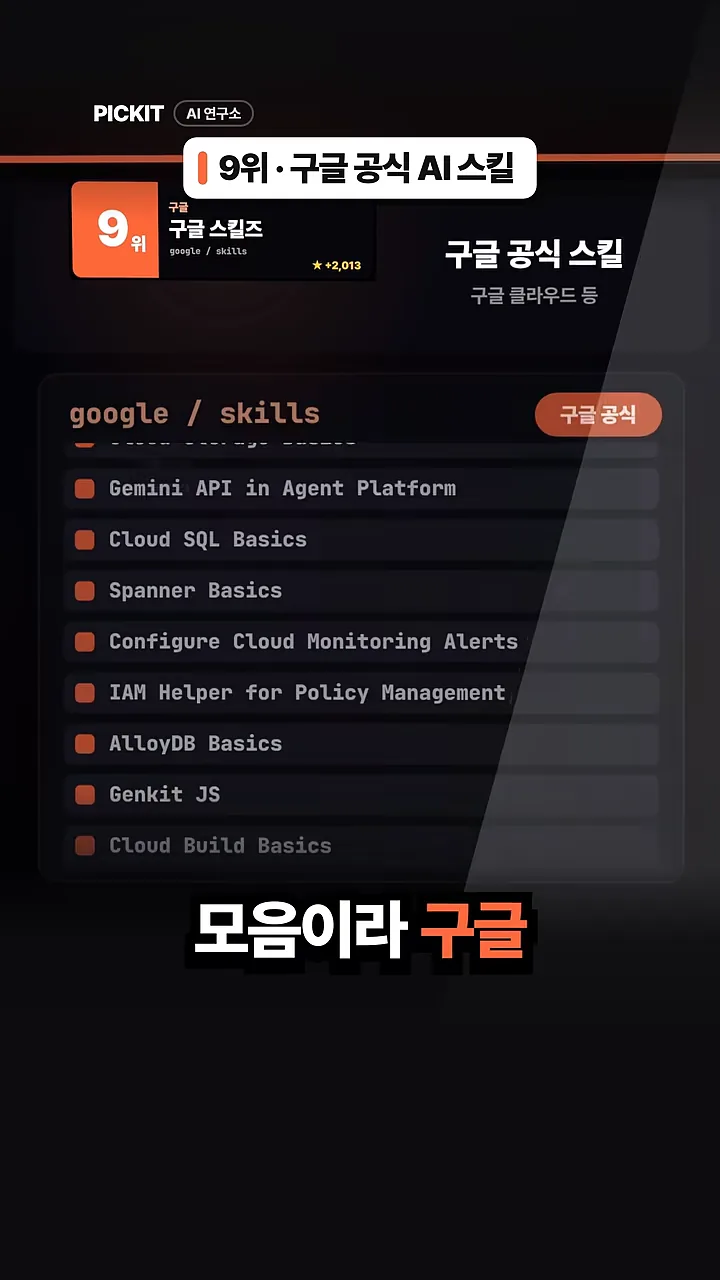 PICKIT AI 연구소
9위 · 구글 공식 AI 스킬
9위
구글
구글 스킬즈
google / skills
★ +2,013
구글 공식 스킬
구글 클라우드 등
google / skills
구글 공식
Gemini API in Agent Platform
Cloud SQL Basics
Spanner Basics
Configure Cloud Monitoring Alerts
IAM Helper for Policy Management
AlloyDB Basics
Genkit JS
Cloud Build Basics
모음이라 구글